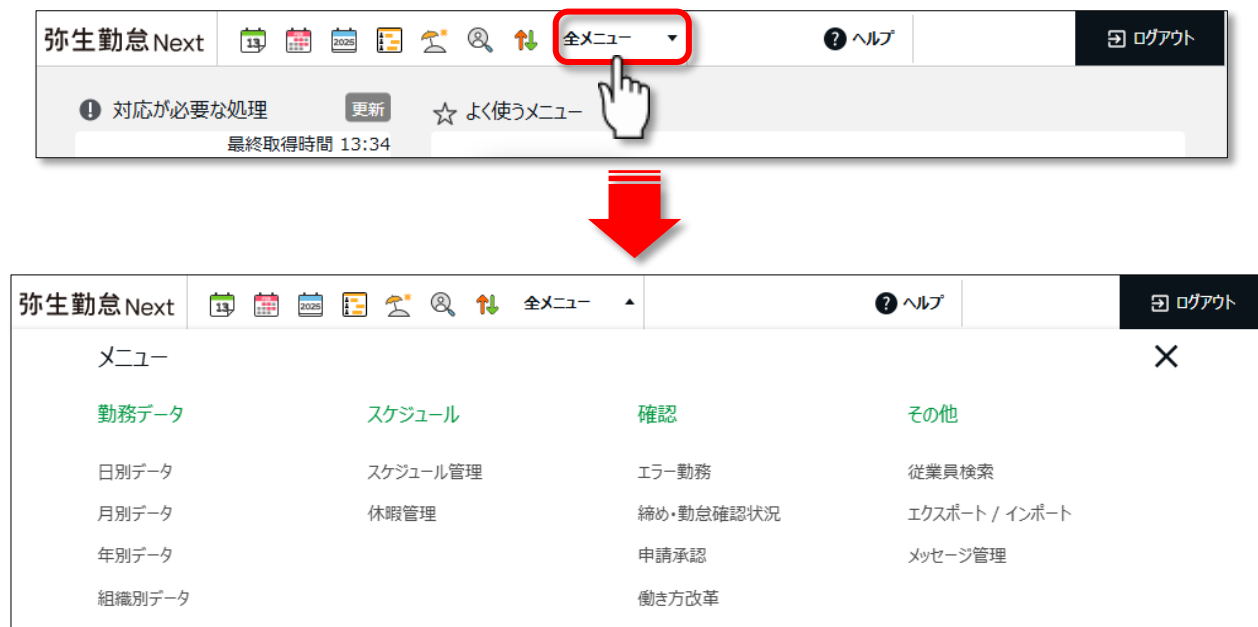 弥生勤怠Next 13 2025 全メニュー ▼ ? ヘルプ ログアウト
! 対応が必要な処理 更新 ☆ よく使うメニュー
最終取得時間 13:34
弥生勤怠Next 13 2025 全メニュー ▲ ? ヘルプ ログアウト
メニュー ×
勤務データ スケジュール 確認 その他
日別データ スケジュール管理 エラー勤務 従業員検索
月別データ 休暇管理 締め・勤怠確認状況 エクスポート / インポート
年別データ 申請承認 メッセージ管理
組織別データ 働き方改革